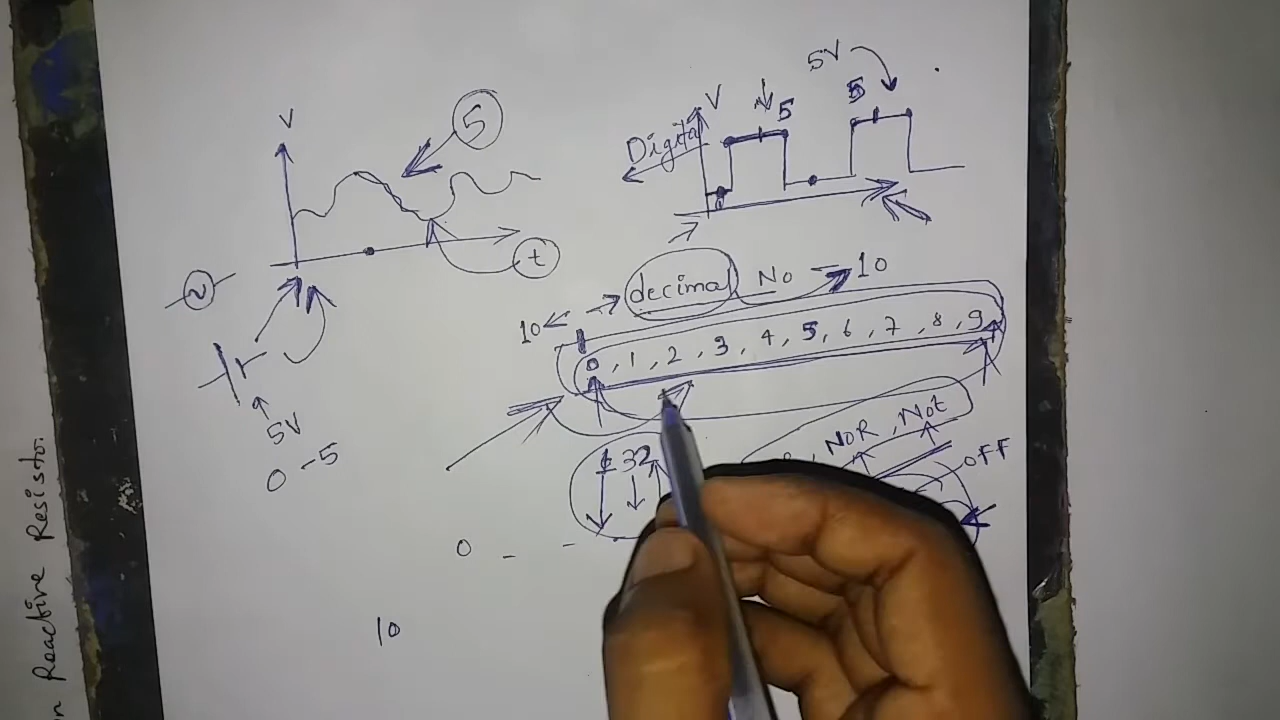 V
5
t
5V
0 - 5
10
5V
V
5
5
Digital
0
decimal No - 10
10
0, 1, 2, 3, 4, 5, 6, 7, 8, 9
NOR, Not
OFF
32
0 - -
Reactive Resisto.